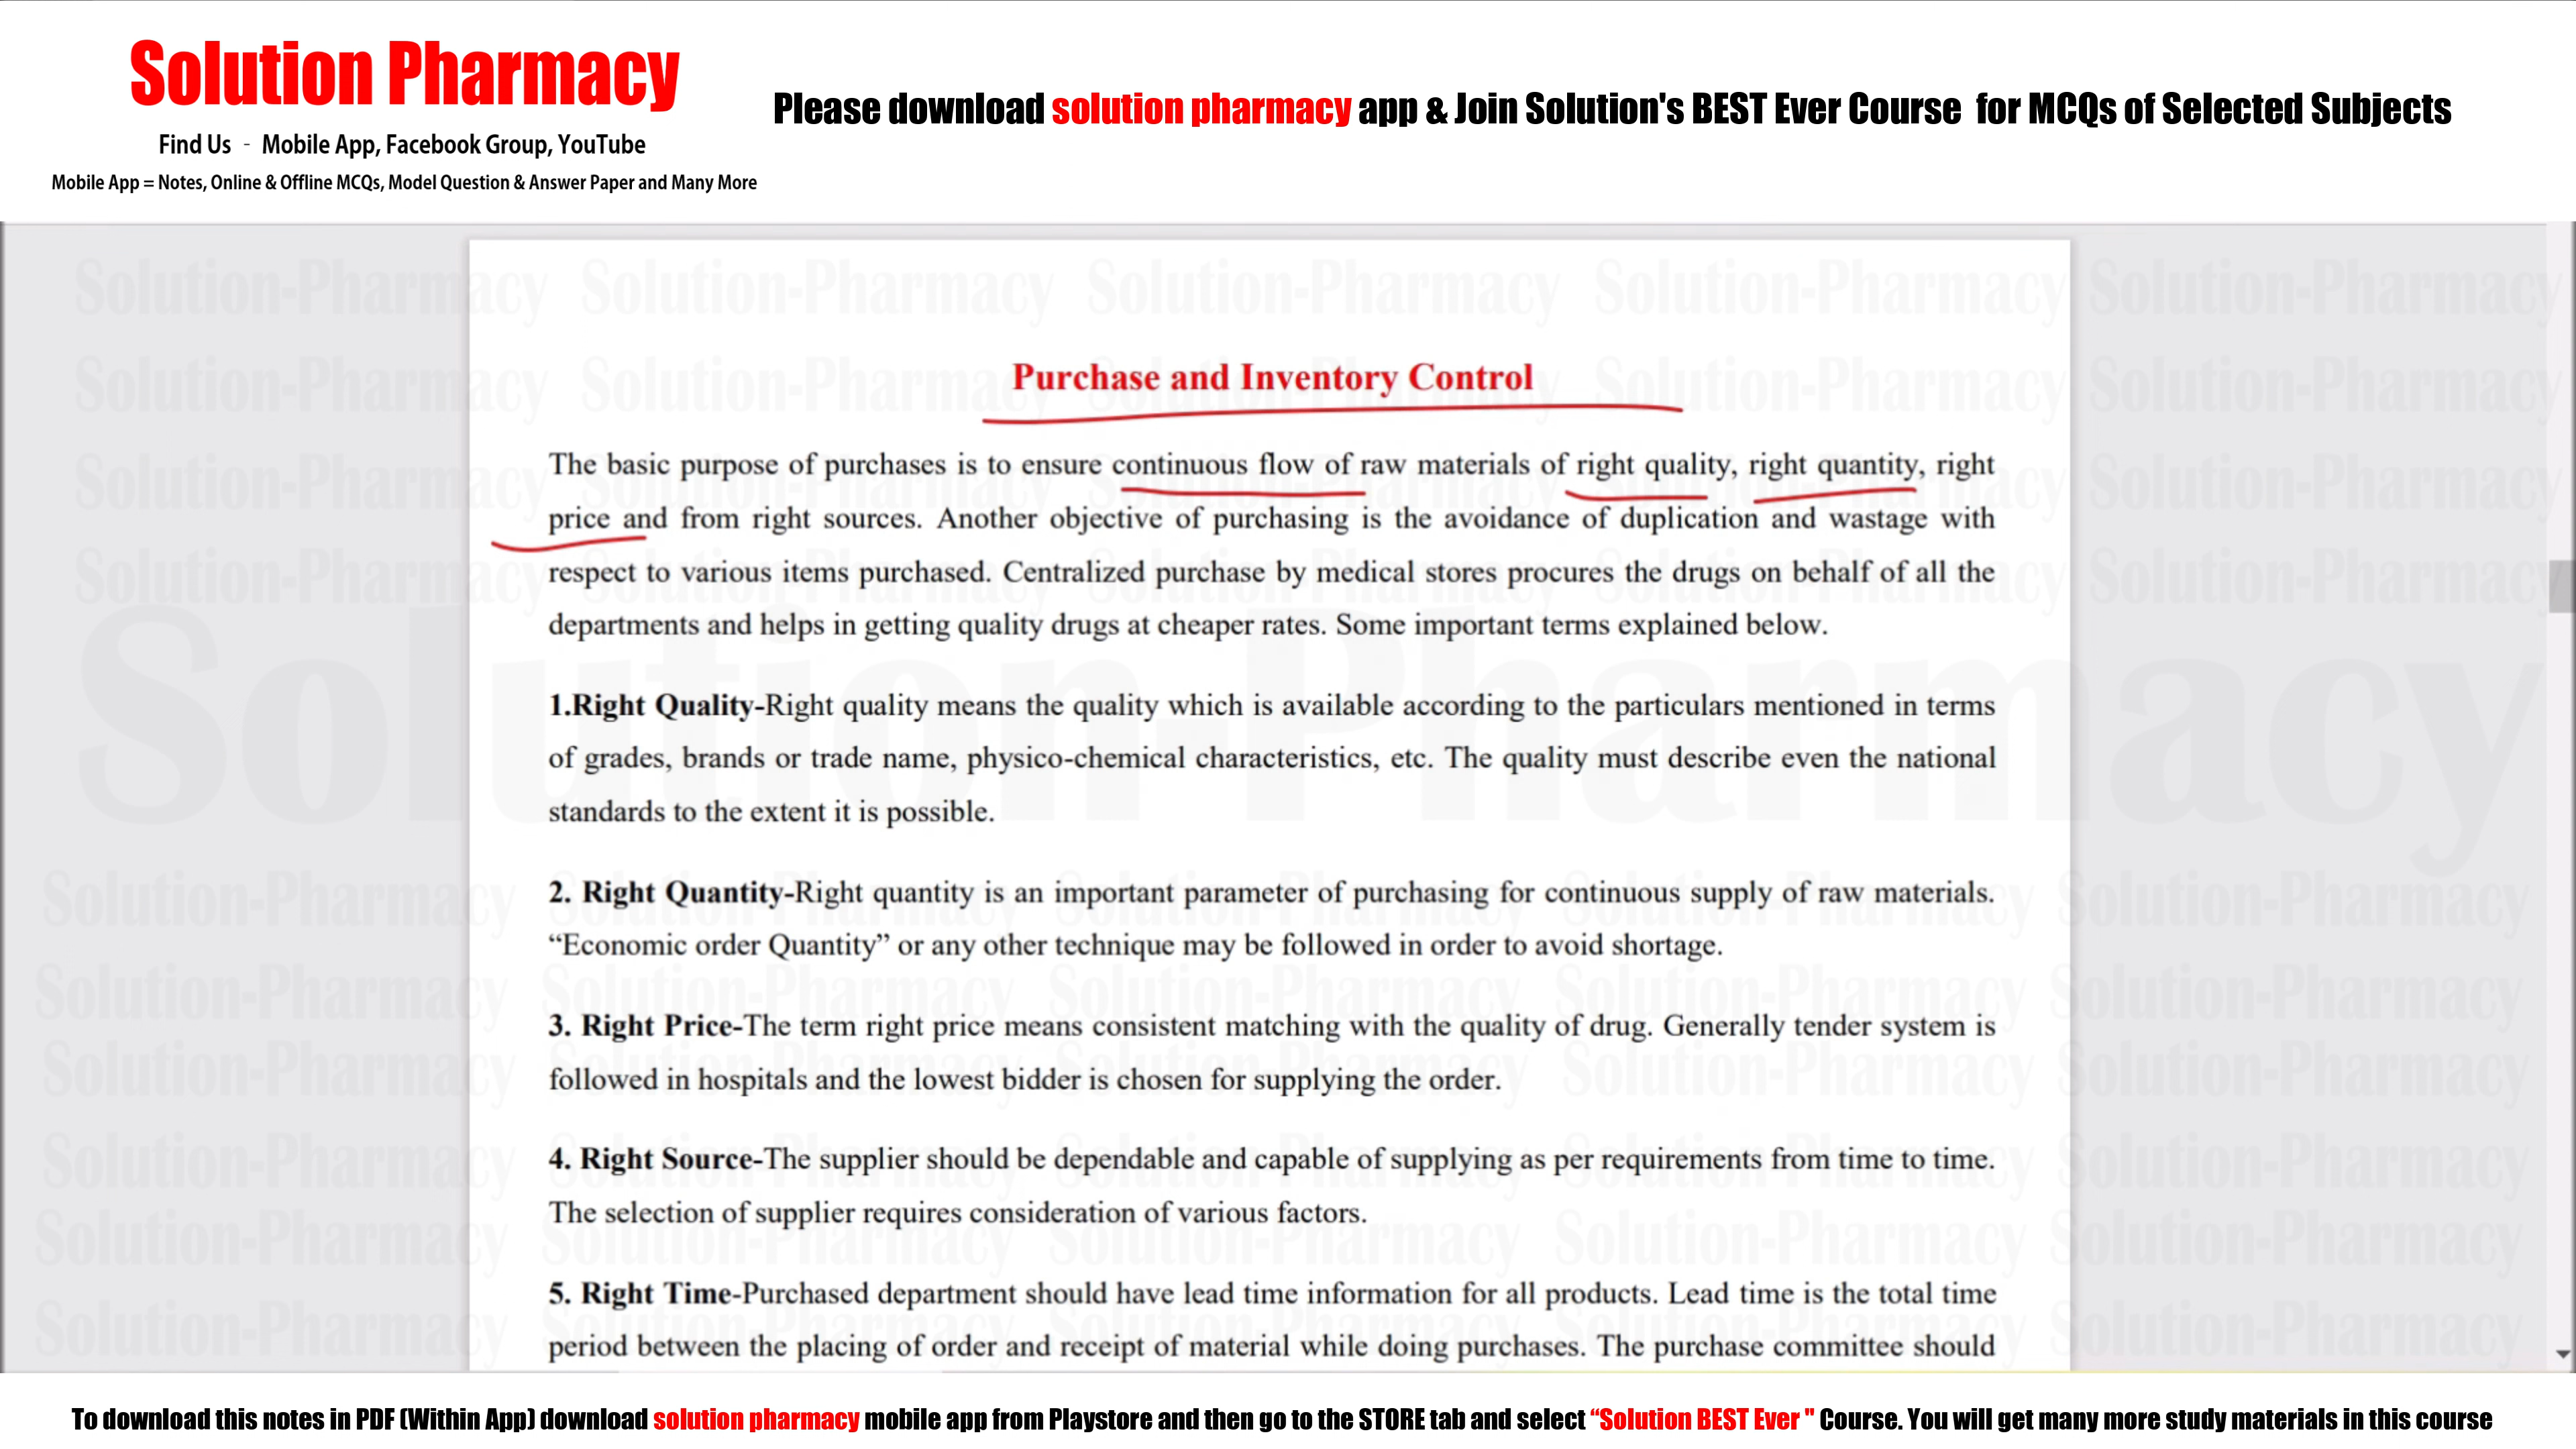 Solution Pharmacy
Find Us - Mobile App, Facebook Group, YouTube
Mobile App = Notes, Online & Offline MCQs, Model Question & Answer Paper and Many More
Please download solution pharmacy app & Join Solution's BEST Ever Course for MCQs of Selected Subjects
Purchase and Inventory Control
The basic purpose of purchases is to ensure continuous flow of raw materials of right quality, right quantity, right
price and from right sources. Another objective of purchasing is the avoidance of duplication and wastage with
respect to various items purchased. Centralized purchase by medical stores procures the drugs on behalf of all the
departments and helps in getting quality drugs at cheaper rates. Some important terms explained below.
1.Right Quality-Right quality means the quality which is available according to the particulars mentioned in terms
of grades, brands or trade name, physico-chemical characteristics, etc. The quality must describe even the national
standards to the extent it is possible.
2. Right Quantity-Right quantity is an important parameter of purchasing for continuous supply of raw materials.
“Economic order Quantity” or any other technique may be followed in order to avoid shortage.
3. Right Price-The term right price means consistent matching with the quality of drug. Generally tender system is
followed in hospitals and the lowest bidder is chosen for supplying the order.
4. Right Source-The supplier should be dependable and capable of supplying as per requirements from time to time.
The selection of supplier requires consideration of various factors.
5. Right Time-Purchased department should have lead time information for all products. Lead time is the total time
period between the placing of order and receipt of material while doing purchases. The purchase committee should
To download this notes in PDF (Within App) download solution pharmacy mobile app from Playstore and then go to the STORE tab and select “Solution BEST Ever " Course. You will get many more study materials in this course
Solution-Pharmacy